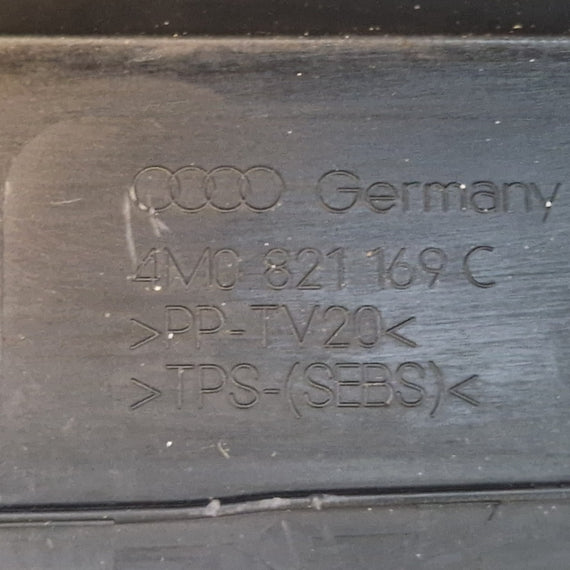 Germany
4M0 821 169 C
>PP-TV20<
>TPS-(SEBS)<